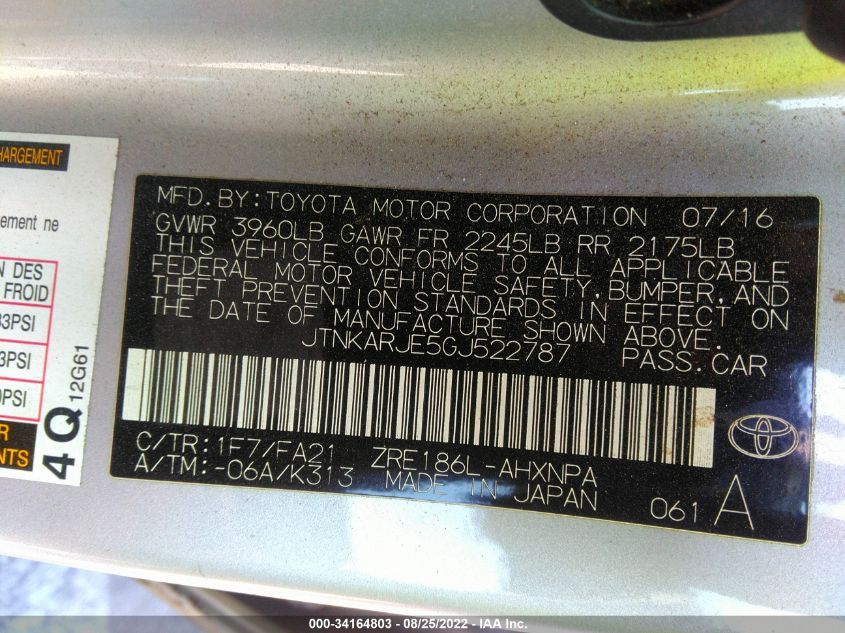 HARGEMENT
ement ne
N DES
FROID
3PSI
3PSI
0PSI
R
NTS
4Q
12G61
MFD. BY: TOYOTA MOTOR CORPORATION 07/16
GVWR 3960LB GAWR FR 2245LB RR 2175LB
THIS VEHICLE CONFORMS TO ALL APPLICABLE
FEDERAL MOTOR VEHICLE SAFETY, BUMPER, AND
THEFT PREVENTION STANDARDS IN EFFECT ON
THE DATE OF MANUFACTURE SHOWN ABOVE.
JTNKARJE5GJ522787 PASS.CAR
C/TR: 1F7/FA21 ZRE186L-AHXNPA
A/TM: -06A/K313 MADE IN JAPAN
061 A
000-34164803 - 08/25/2022 - IAA Inc.